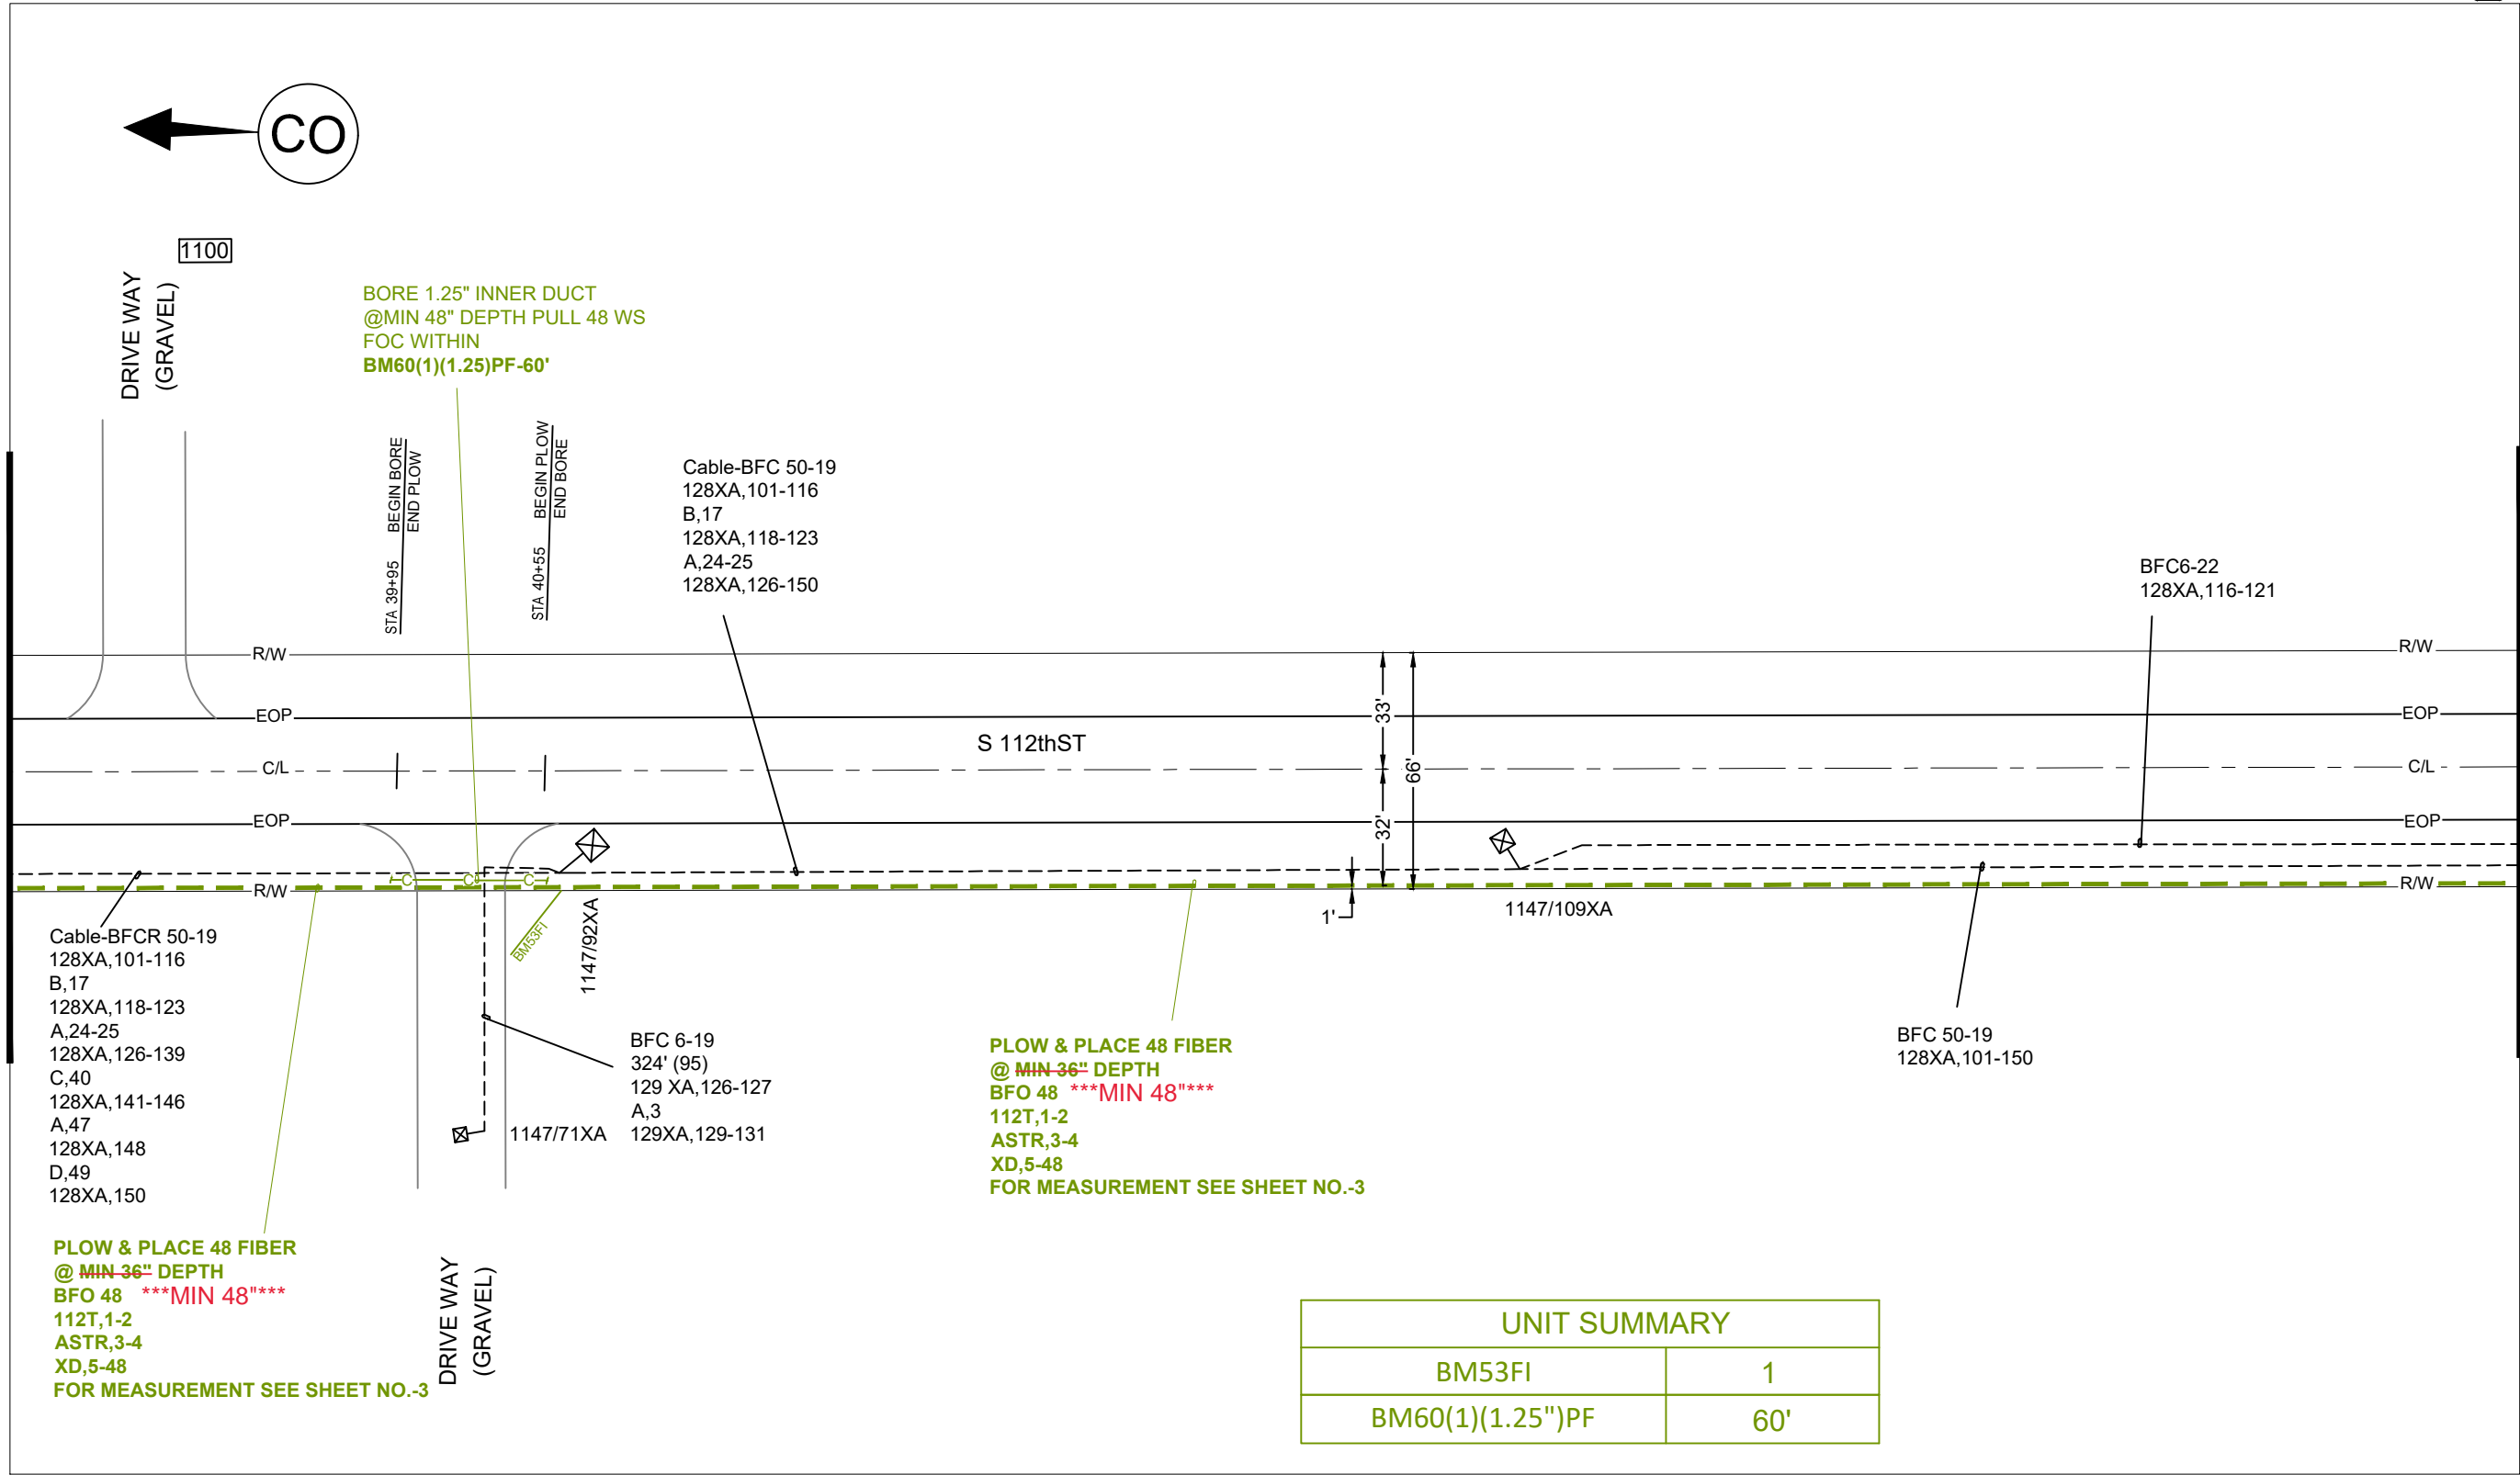 CO
1100
DRIVE WAY
(GRAVEL)
BORE 1.25" INNER DUCT
@MIN 48" DEPTH PULL 48 WS
FOC WITHIN
BM60(1)(1.25)PF-60'
STA 39+95 BEGIN BORE
END PLOW
STA 40+55 BEGIN PLOW
END BORE
Cable-BFC 50-19
128XA,101-116
B,17
128XA,118-123
A,24-25
128XA,126-150
BFC6-22
128XA,116-121
R/W
R/W
EOP
EOP
S 112thST
33'
66'
32'
1'
C/L
C/L
EOP
EOP
C
C
C
R/W
R/W
BM53FI
1147/92XA
1147/109XA
Cable-BFCR 50-19
128XA,101-116
B,17
128XA,118-123
A,24-25
128XA,126-139
C,40
128XA,141-146
A,47
128XA,148
D,49
128XA,150
BFC 6-19
324' (95)
129 XA,126-127
A,3
129XA,129-131
1147/71XA
PLOW & PLACE 48 FIBER
@ MIN 36" DEPTH
BFO 48 ***MIN 48"***
112T,1-2
ASTR,3-4
XD,5-48
FOR MEASUREMENT SEE SHEET NO.-3
BFC 50-19
128XA,101-150
PLOW & PLACE 48 FIBER
@ MIN 36" DEPTH
BFO 48 ***MIN 48"***
112T,1-2
ASTR,3-4
XD,5-48
FOR MEASUREMENT SEE SHEET NO.-3
DRIVE WAY
(GRAVEL)
UNIT SUMMARY
BM53FI 1
BM60(1)(1.25")PF 60'